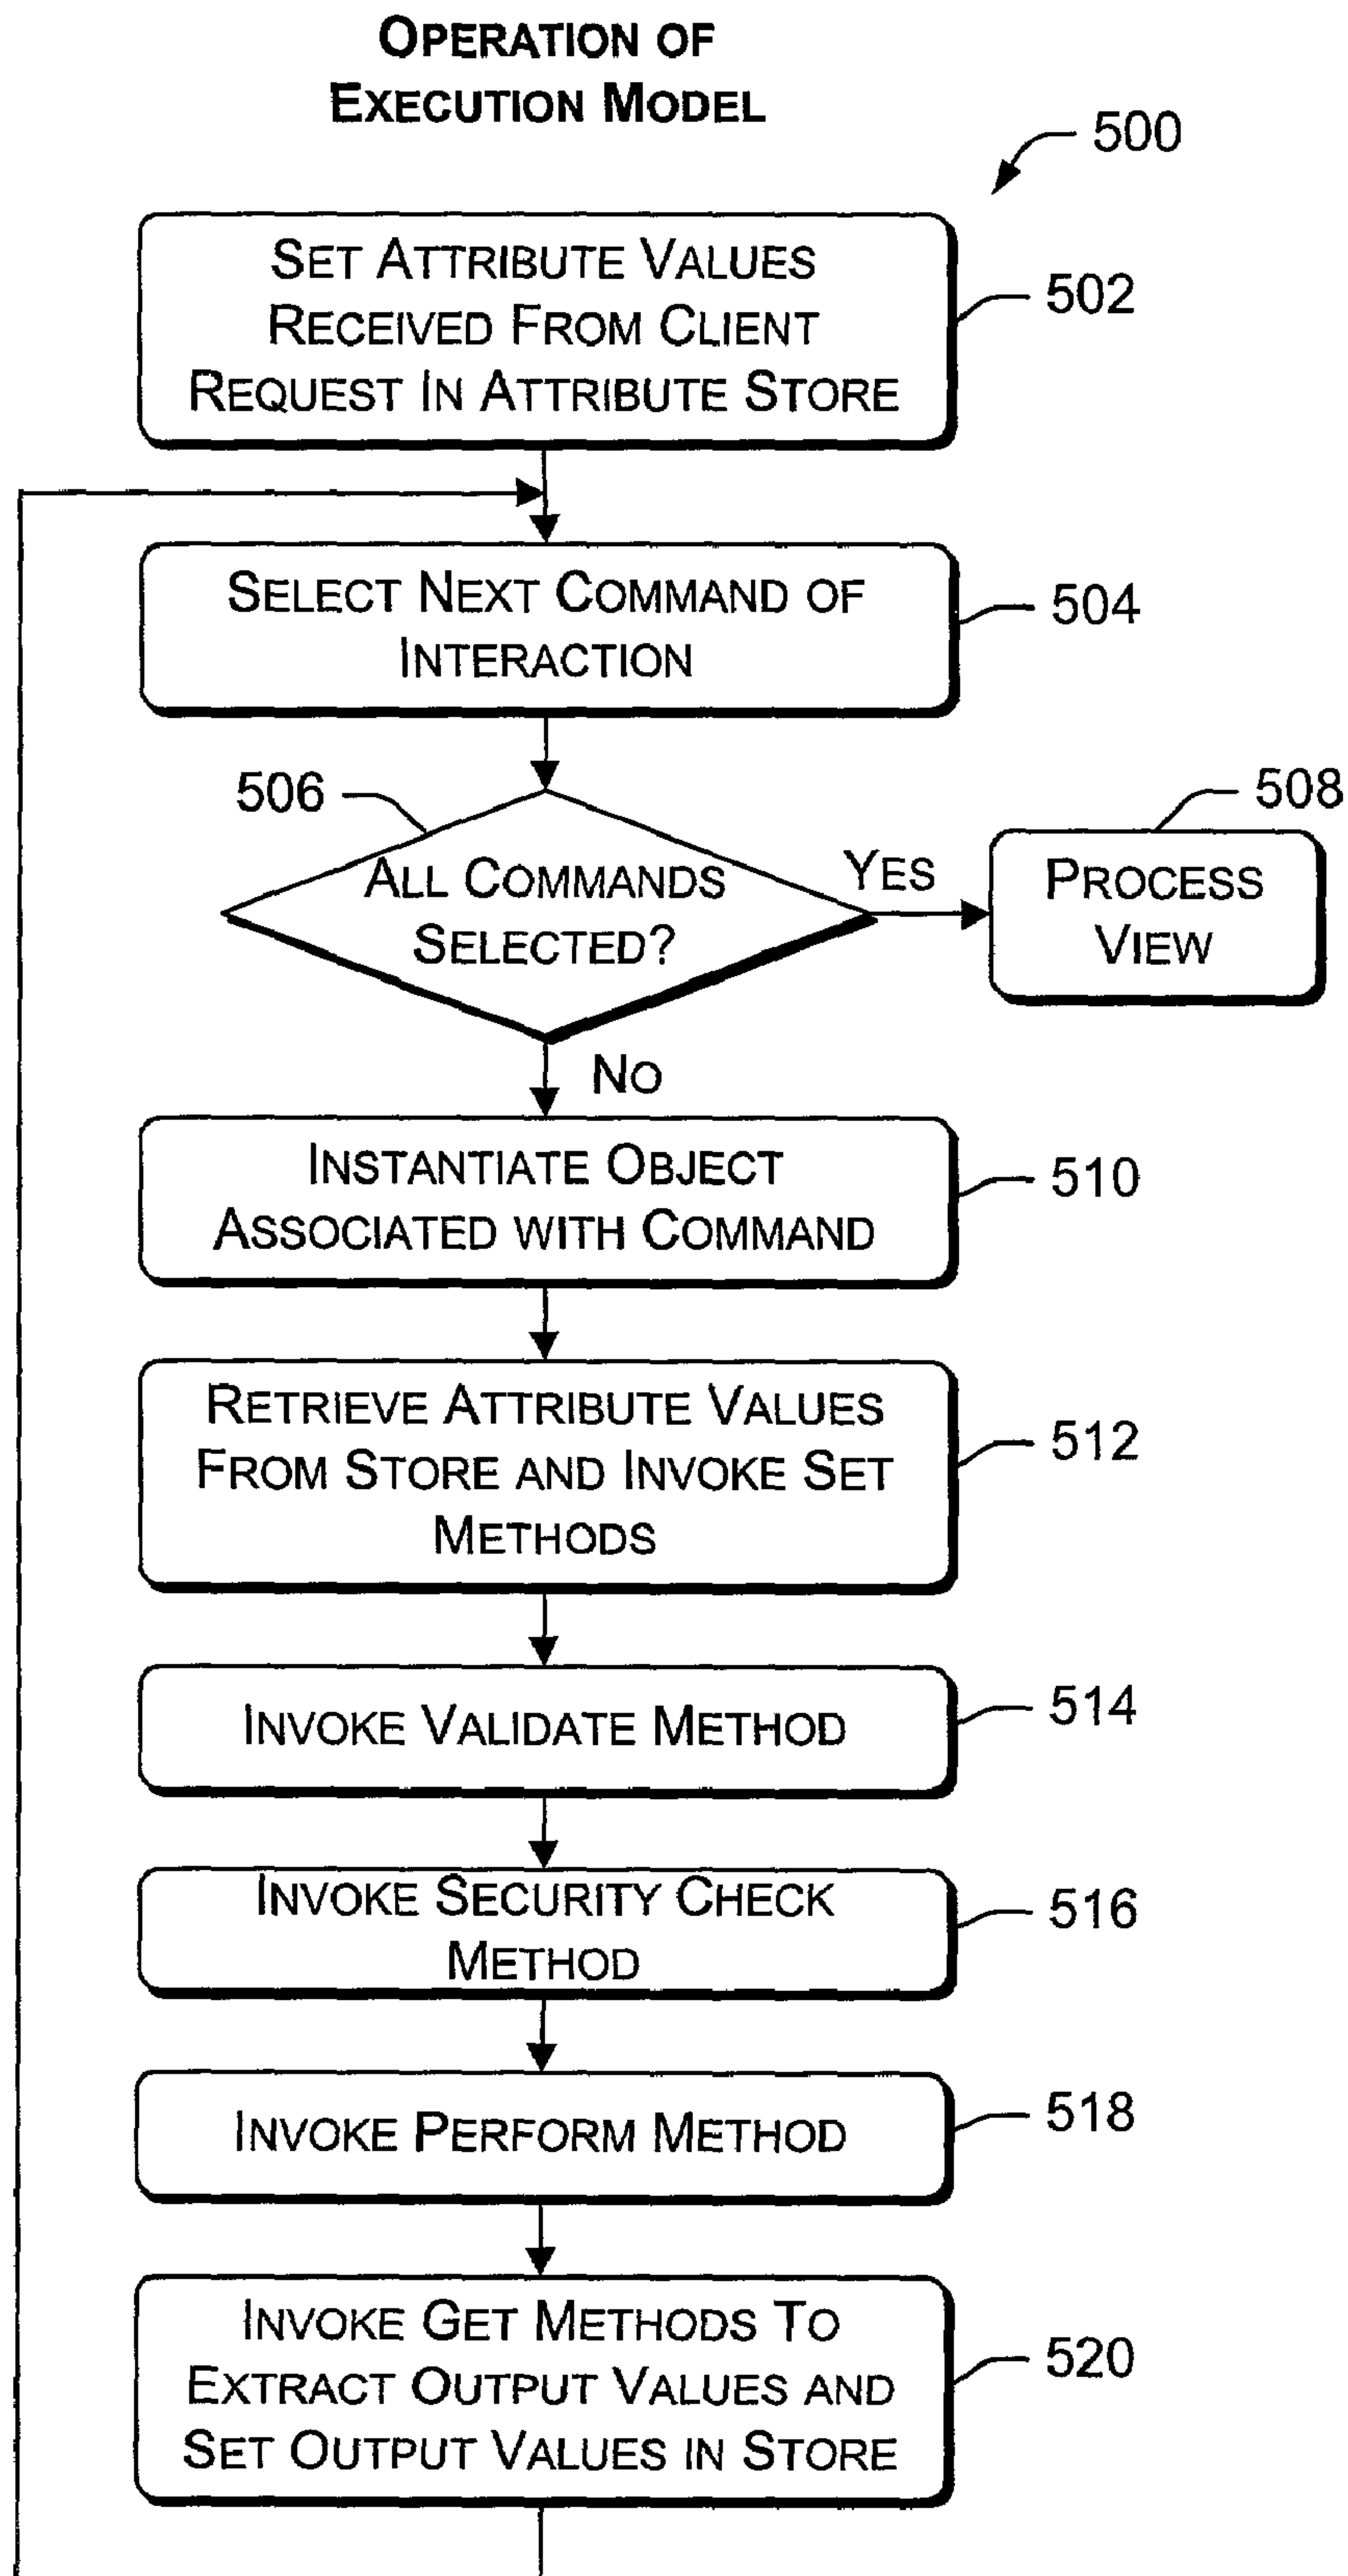 OPERATION OF
EXECUTION MODEL
500
SET ATTRIBUTE VALUES
RECEIVED FROM CLIENT
REQUEST IN ATTRIBUTE STORE
502
SELECT NEXT COMMAND OF
INTERACTION
504
506
ALL COMMANDS
SELECTED?
YES
508
PROCESS
VIEW
NO
INSTANTIATE OBJECT
ASSOCIATED WITH COMMAND
510
RETRIEVE ATTRIBUTE VALUES
FROM STORE AND INVOKE SET
METHODS
512
INVOKE VALIDATE METHOD
514
INVOKE SECURITY CHECK
METHOD
516
INVOKE PERFORM METHOD
518
INVOKE GET METHODS TO
EXTRACT OUTPUT VALUES AND
SET OUTPUT VALUES IN STORE
520